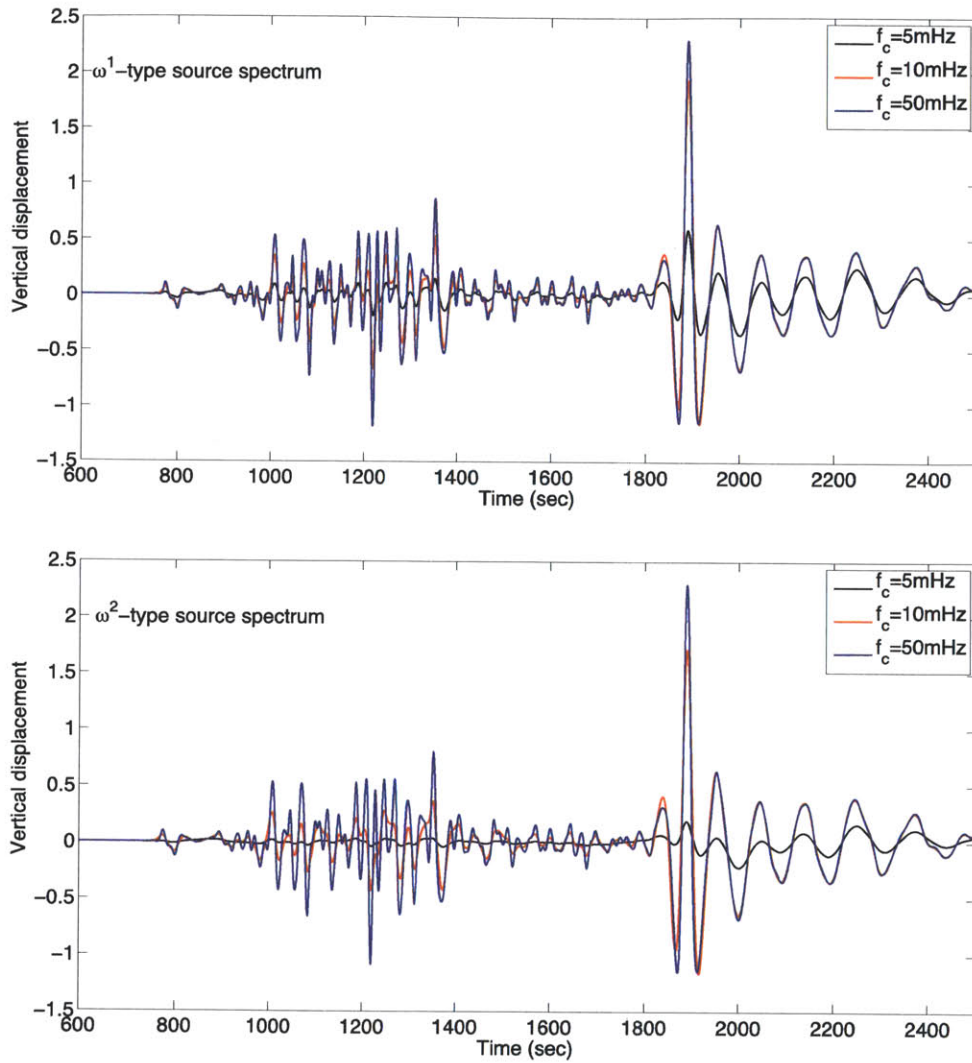 2.5
2
1.5
1
0.5
0
−0.5
−1
−1.5
Vertical displacement
ω¹−type source spectrum
f_c=5mHz
f_c=10mHz
f_c=50mHz
600 800 1000 1200 1400 1600 1800 2000 2200 2400
Time (sec)
2.5
2
1.5
1
0.5
0
−0.5
−1
−1.5
Vertical displacement
ω²−type source spectrum
f_c=5mHz
f_c=10mHz
f_c=50mHz
600 800 1000 1200 1400 1600 1800 2000 2200 2400
Time (sec)